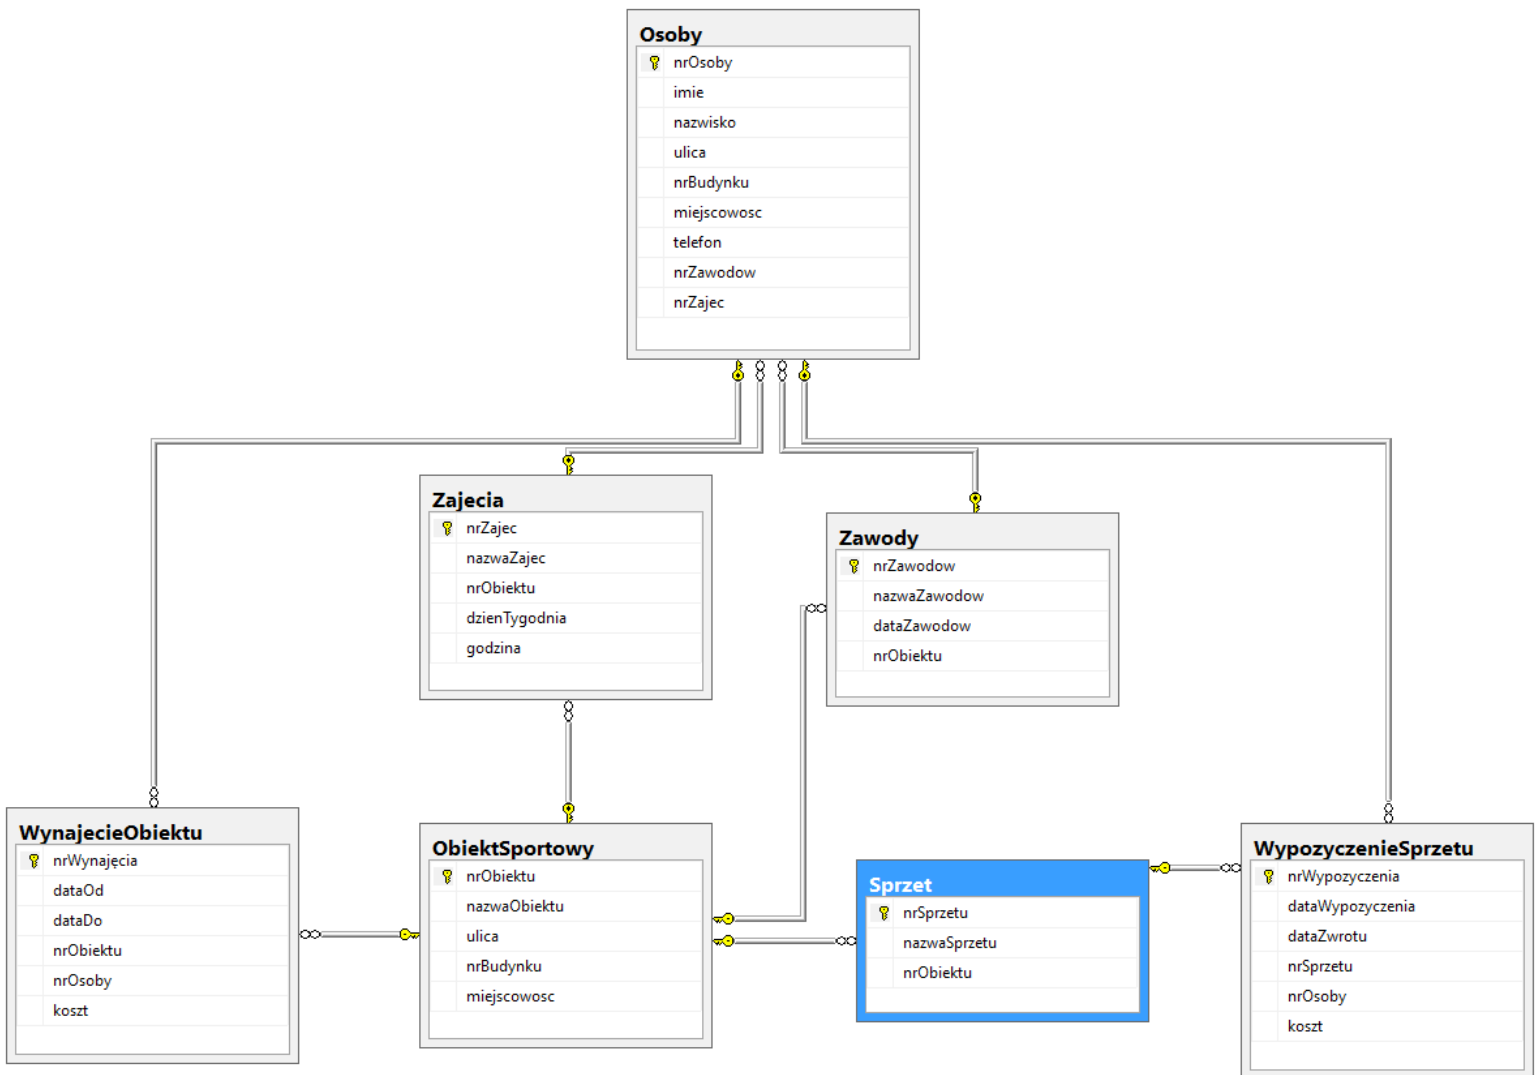 Osoby
nrOsoby
imie
nazwisko
ulica
nrBudynku
miejscowosc
telefon
nrZawodow
nrZajec
Zajecia
nrZajec
nazwaZajec
nrObiektu
dzienTygodnia
godzina
Zawody
nrZawodow
nazwaZawodow
dataZawodow
nrObiektu
WynajecieObiektu
nrWynajęcia
dataOd
dataDo
nrObiektu
nrOsoby
koszt
ObiektSportowy
nrObiektu
nazwaObiektu
ulica
nrBudynku
miejscowosc
Sprzet
nrSprzetu
nazwaSprzetu
nrObiektu
WypozyczenieSprzetu
nrWypozyczenia
dataWypozyczenia
dataZwrotu
nrSprzetu
nrOsoby
koszt